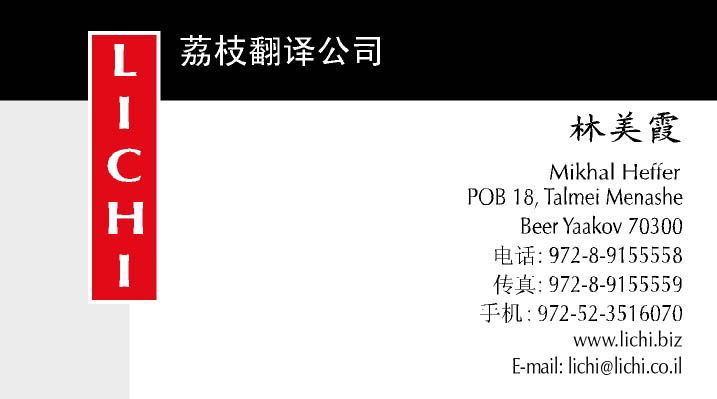 LICHI
荔枝翻译公司
林美霞
Mikhal Heffer
POB 18, Talmei Menashe
Beer Yaakov 70300
电话: 972-8-9155558
传真: 972-8-9155559
手机: 972-52-3516070
www.lichi.biz
E-mail: lichi@lichi.co.il